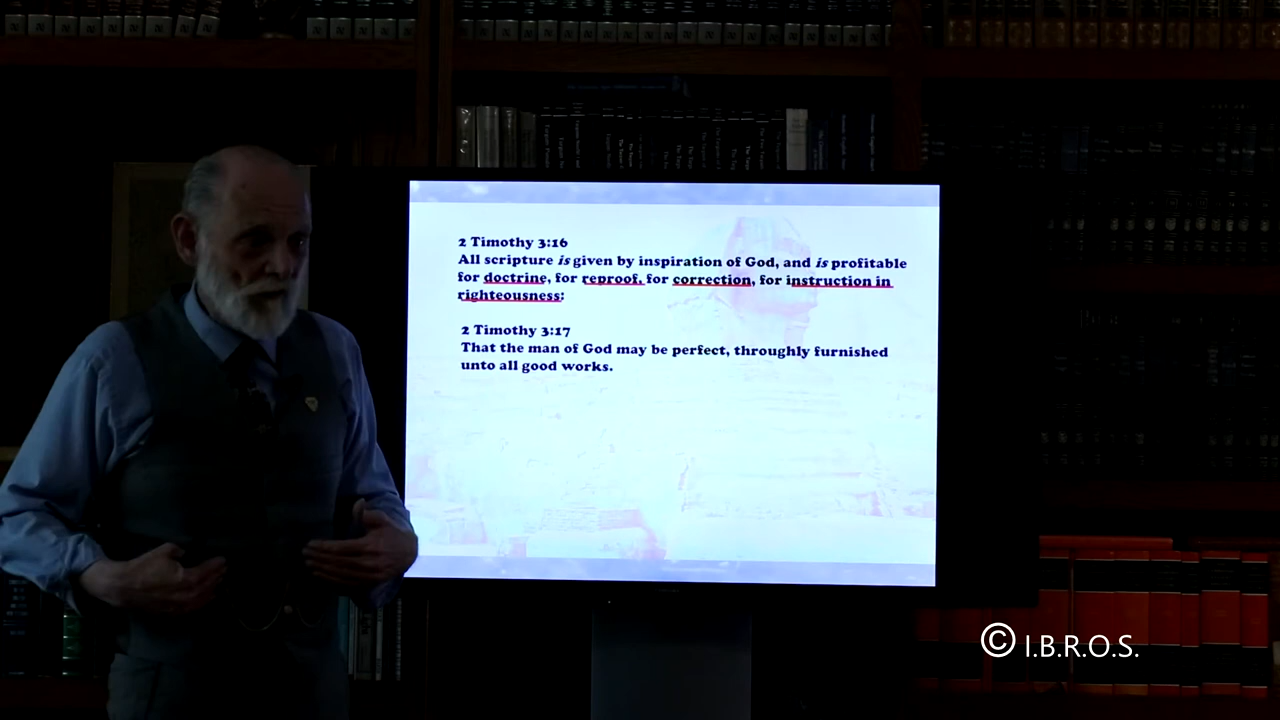 2 Timothy 3:16
All scripture is given by inspiration of God, and is profitable
for doctrine, for reproof, for correction, for instruction in
righteousness:
2 Timothy 3:17
That the man of God may be perfect, throughly furnished
unto all good works.
© I.B.R.O.S.